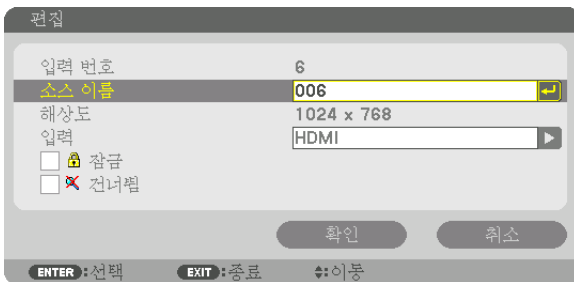 편집
입력 번호 6
소스 이름 006
해상도 1024 x 768
입력 HDMI
잠금
건너뜀
확인 취소
ENTER :선택 EXIT :종료 :이동